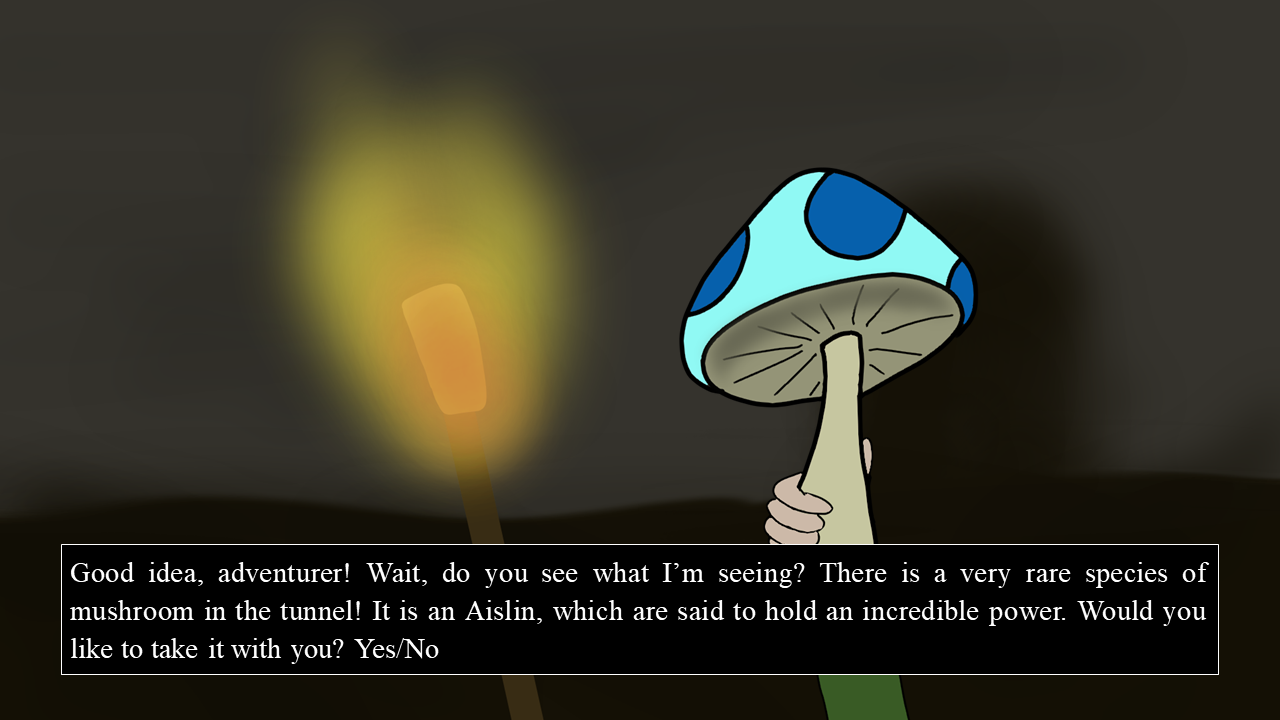 Good idea, adventurer! Wait, do you see what I’m seeing? There is a very rare species of
mushroom in the tunnel! It is an Aislin, which are said to hold an incredible power. Would you
like to take it with you? Yes/No